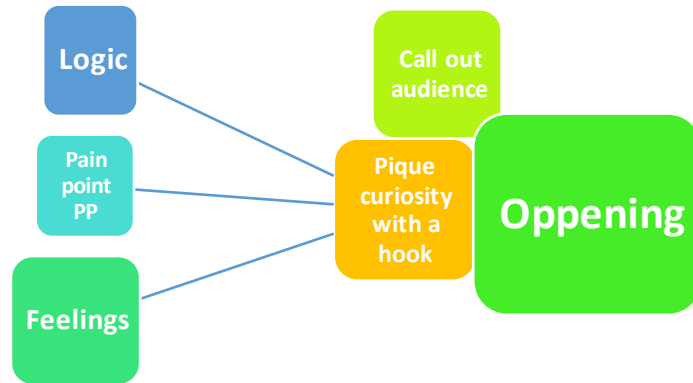 Logic
Pain
point
PP
Feelings
Call out
audience
Pique
curiosity
with a
hook
Oppening